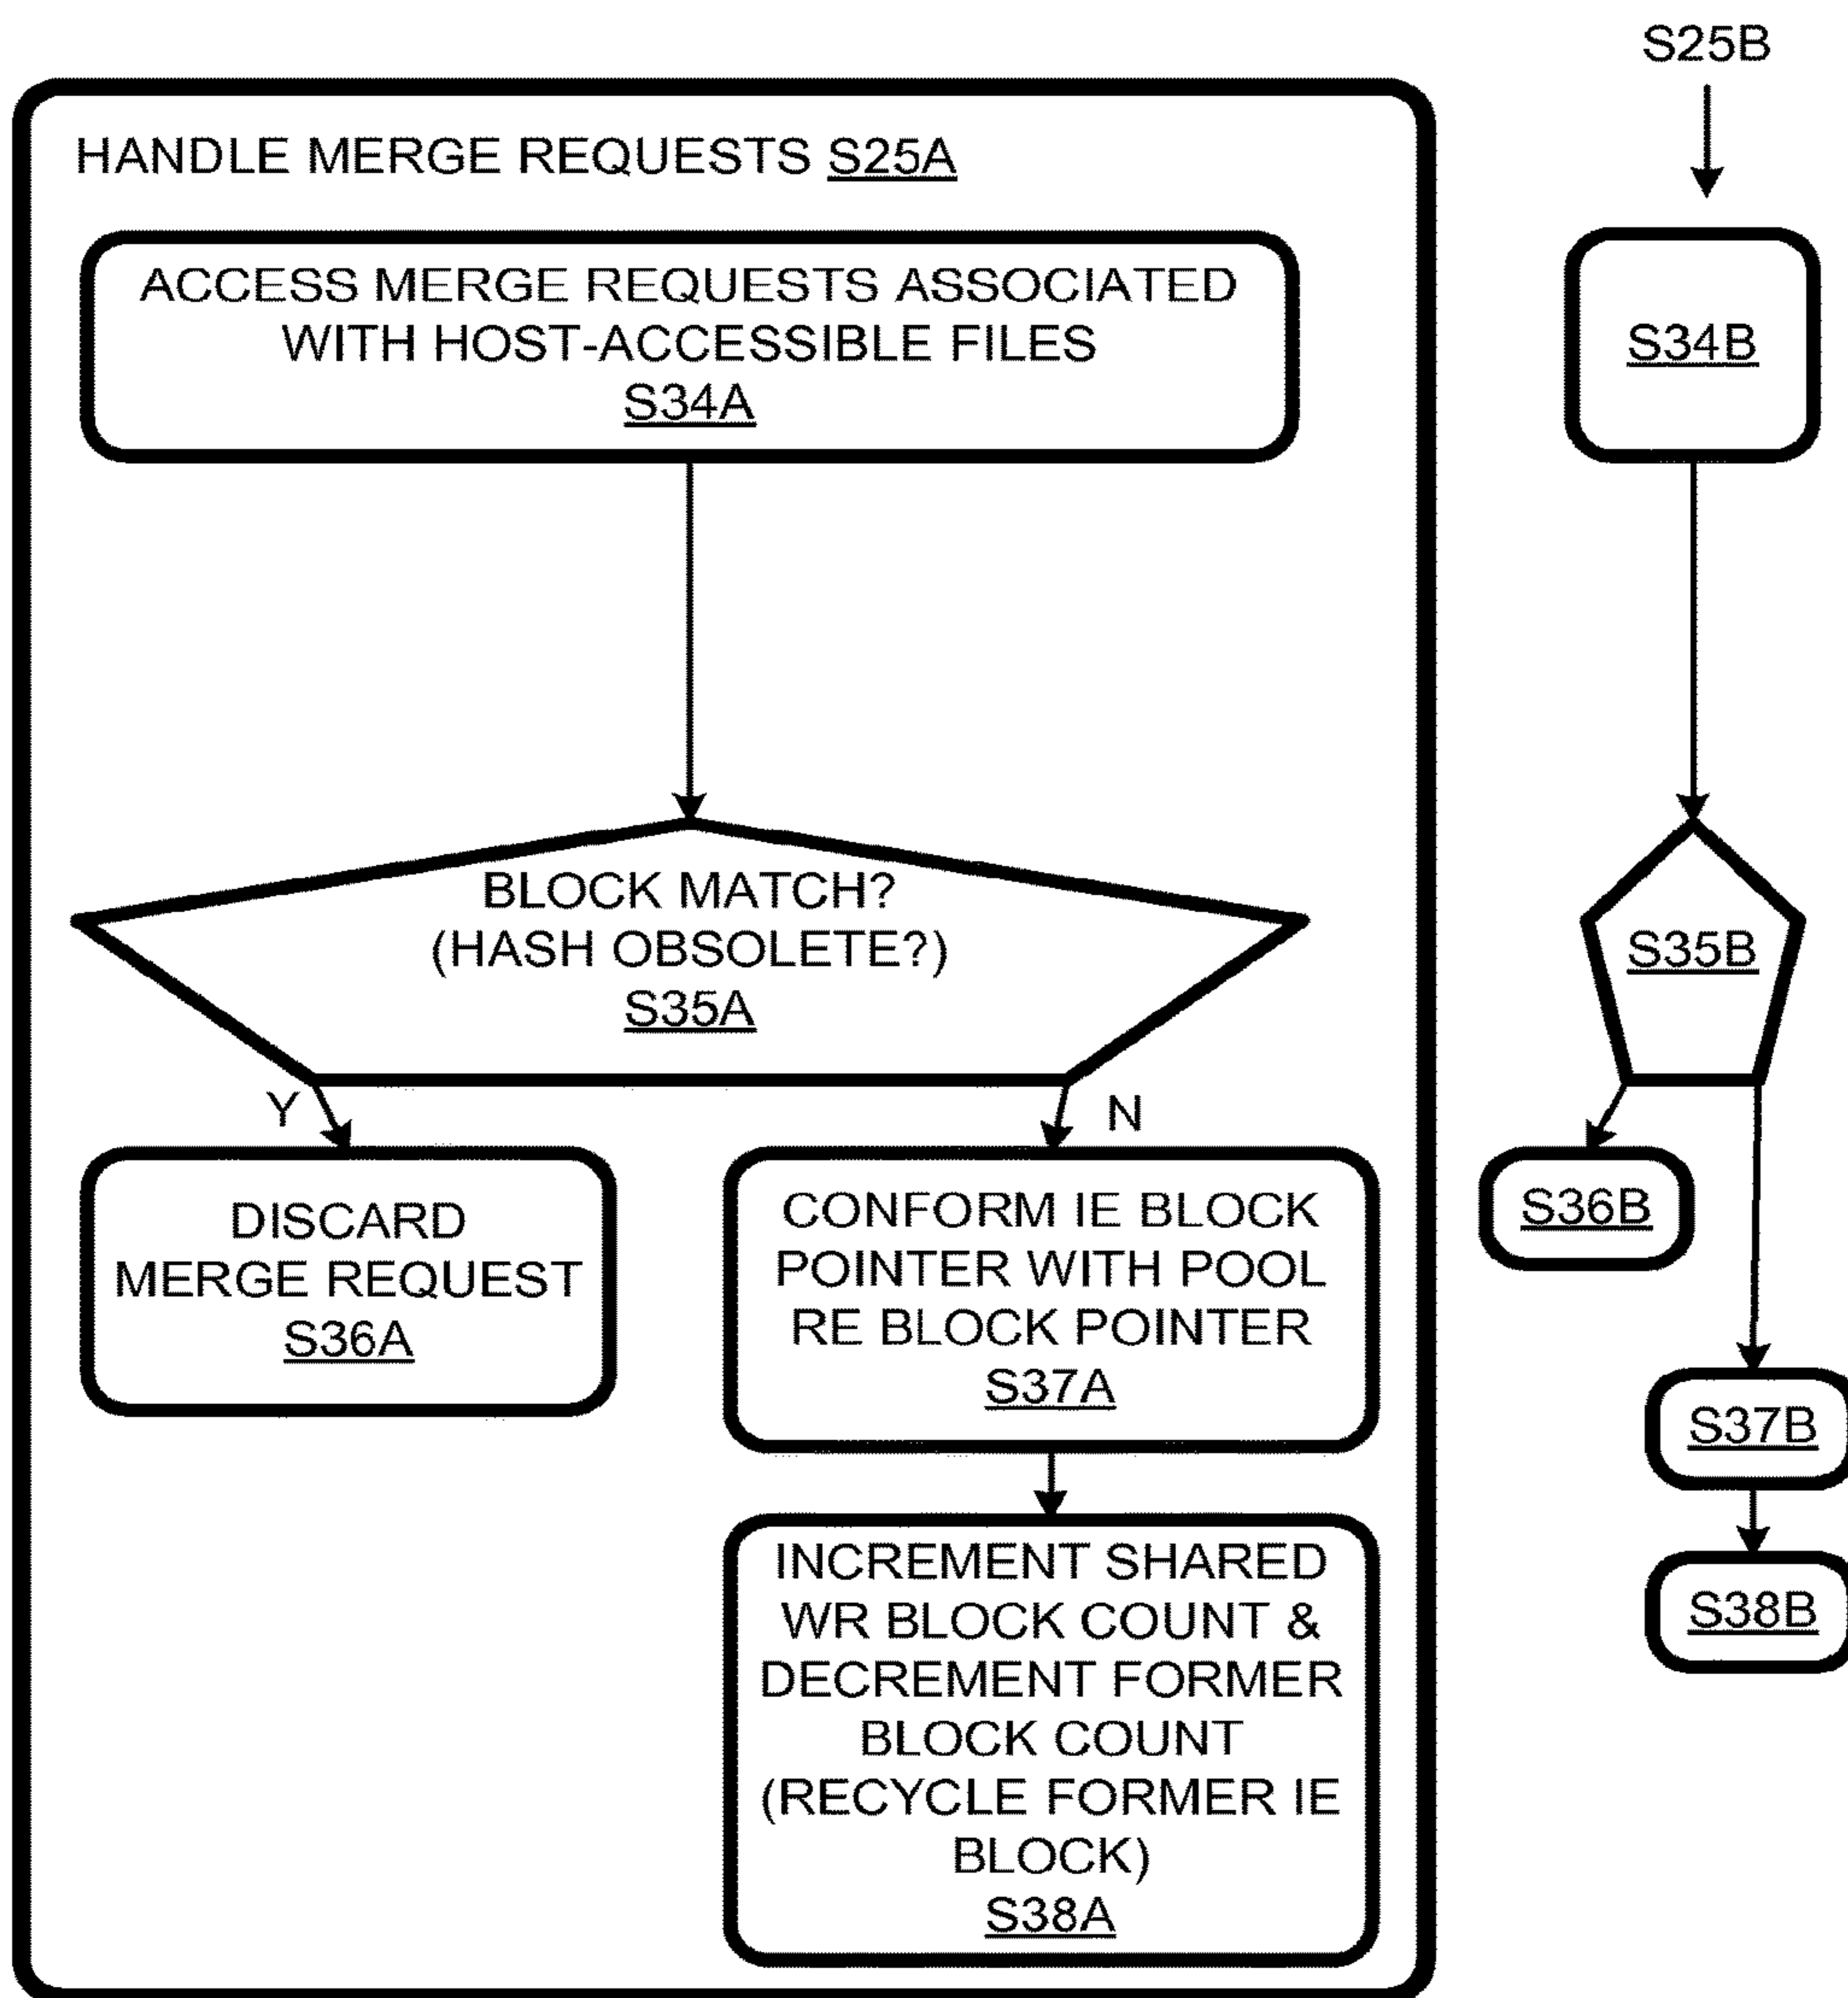 S25B
HANDLE MERGE REQUESTS S25A
ACCESS MERGE REQUESTS ASSOCIATED
WITH HOST-ACCESSIBLE FILES
S34A
S34B
BLOCK MATCH?
(HASH OBSOLETE?)
S35A
S35B
Y
N
DISCARD
MERGE REQUEST
S36A
CONFORM IE BLOCK
POINTER WITH POOL
RE BLOCK POINTER
S37A
S36B
S37B
INCREMENT SHARED
WR BLOCK COUNT &
DECREMENT FORMER
BLOCK COUNT
(RECYCLE FORMER IE
BLOCK)
S38A
S38B